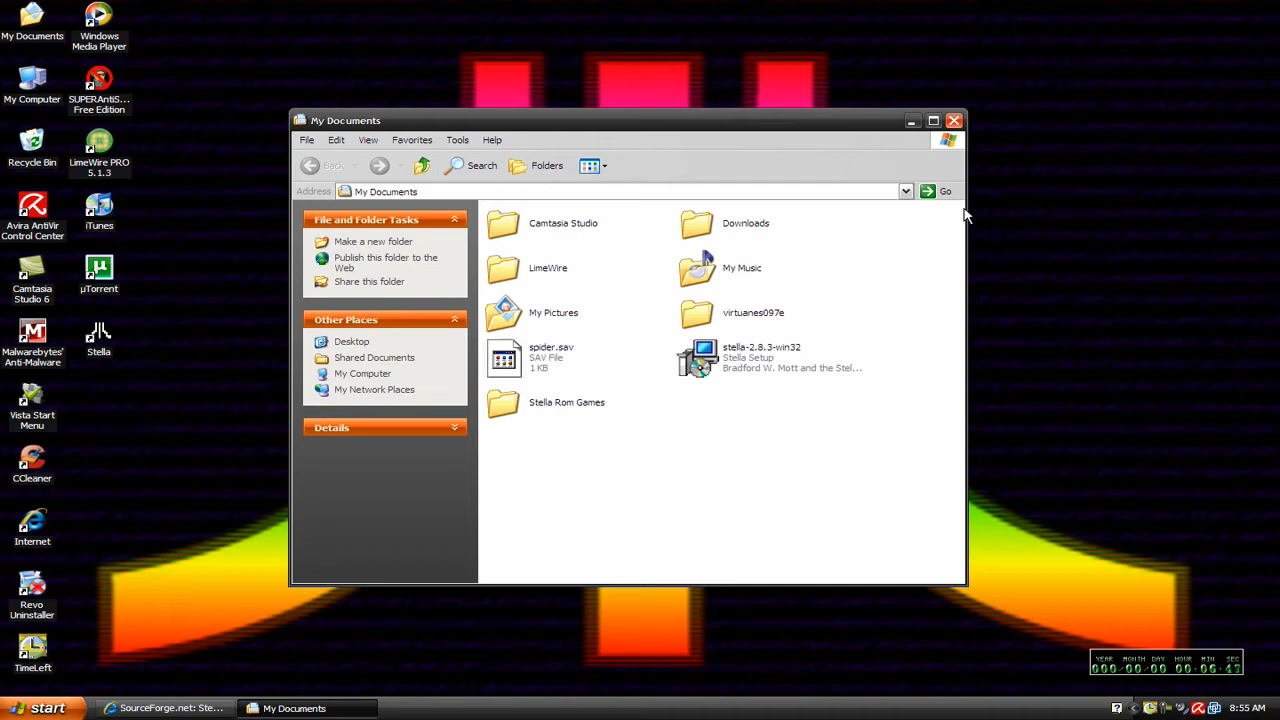 My Documents
Windows
Media Player
My Computer
SUPERAntiS...
Free Edition
Recycle Bin
LimeWire PRO
5.1.3
Avira AntiVir
Control Center
iTunes
Camtasia
Studio 6
µTorrent
Malwarebytes'
Anti-Malware
Stella
Vista Start
Menu
CCleaner
Internet
Revo
Uninstaller
TimeLeft
My Documents
File Edit View Favorites Tools Help
Back Search Folders
Address My Documents Go
File and Folder Tasks
Make a new folder
Publish this folder to the
Web
Share this folder
Other Places
Desktop
Shared Documents
My Computer
My Network Places
Details
Camtasia Studio
Downloads
LimeWire
My Music
My Pictures
virtuanes097e
spider.sav
SAV File
1 KB
stella-2.8.3-win32
Stella Setup
Bradford W. Mott and the Stel...
Stella Rom Games
YEAR MONTH DAY HOUR MIN SEC
000/00/00 00:06:47
start
SourceForge.net: Ste...
My Documents
8:55 AM